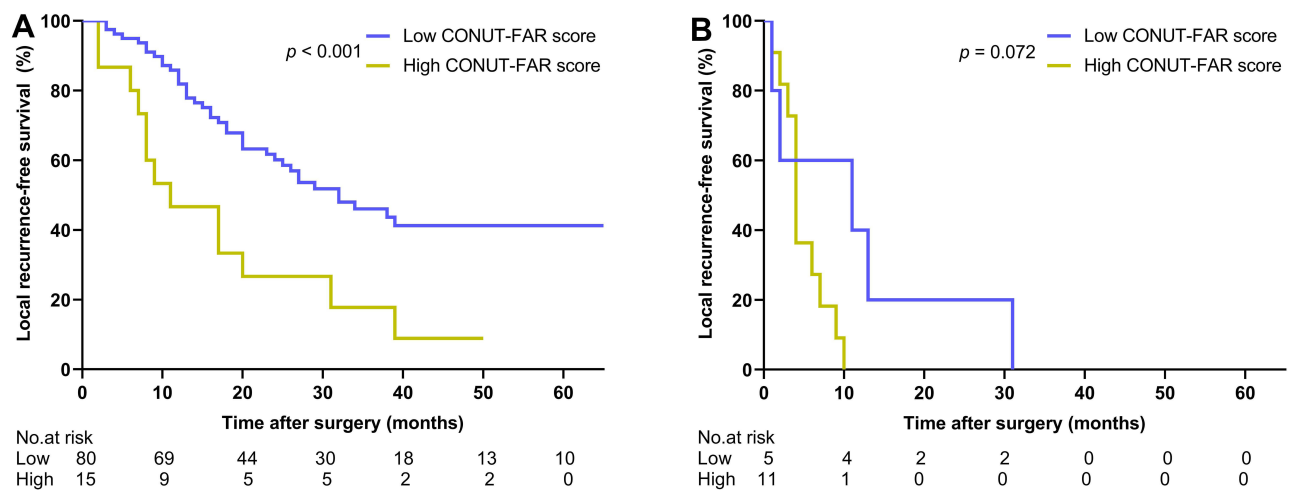 A
Local recurrence-free survival (%)
100
80
60
40
20
0
p < 0.001
Low CONUT-FAR score
High CONUT-FAR score
0 10 20 30 40 50 60
Time after surgery (months)
No.at risk
Low 80 69 44 30 18 13 10
High 15 9 5 5 2 2 0
B
Local recurrence-free survival (%)
100
80
60
40
20
0
p = 0.072
Low CONUT-FAR score
High CONUT-FAR score
0 10 20 30 40 50 60
Time after surgery (months)
No.at risk
Low 5 4 2 2 0 0 0
High 11 1 0 0 0 0 0